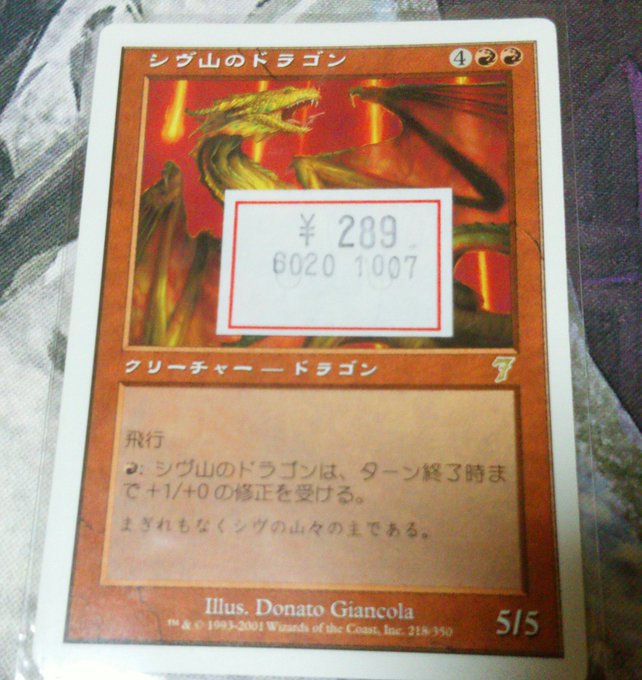 シヴ山のドラゴン 4
¥ 289
6020 1007
クリーチャー — ドラゴン 7
飛行
: シヴ山のドラゴンは、ターン終了時ま
で +1/+0 の修正を受ける。
まぎれもなくシヴの山々の主である。
Illus. Donato Giancola
™ & © 1993-2001 Wizards of the Coast, Inc. 218/350
5/5